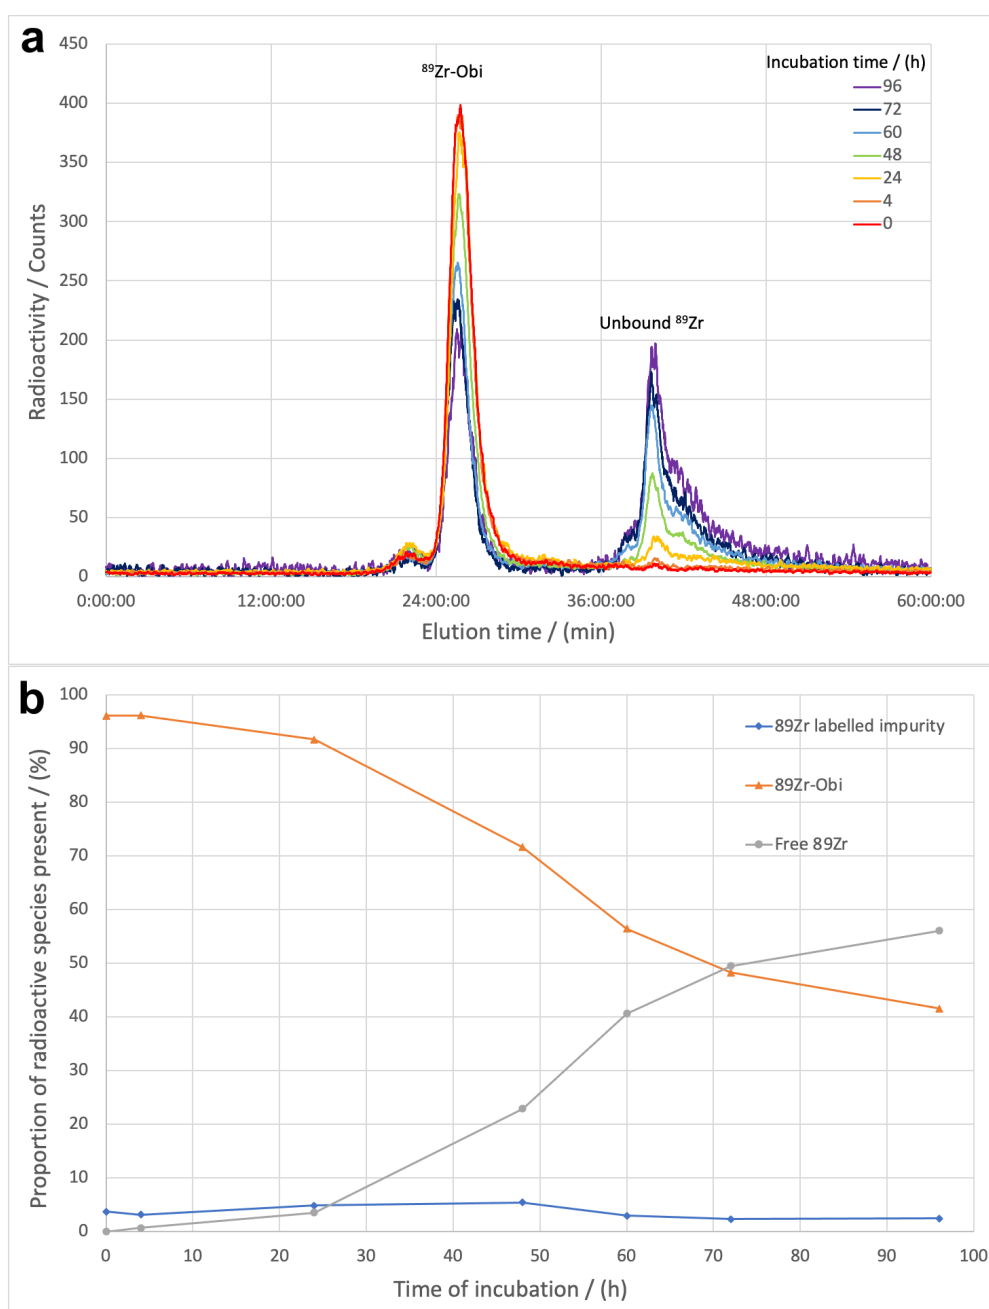 a
450
400
350
300
250
200
150
100
50
0
Radioactivity / Counts
⁸⁹Zr-Obi
Unbound ⁸⁹Zr
Incubation time / (h)
96
72
60
48
24
4
0
0:00:00 12:00:00 24:00:00 36:00:00 48:00:00 60:00:00
Elution time / (min)
b
100
90
80
70
60
50
40
30
20
10
0
Proportion of radioactive species present / (%)
89Zr labelled impurity
89Zr-Obi
Free 89Zr
0 10 20 30 40 50 60 70 80 90 100
Time of incubation / (h)